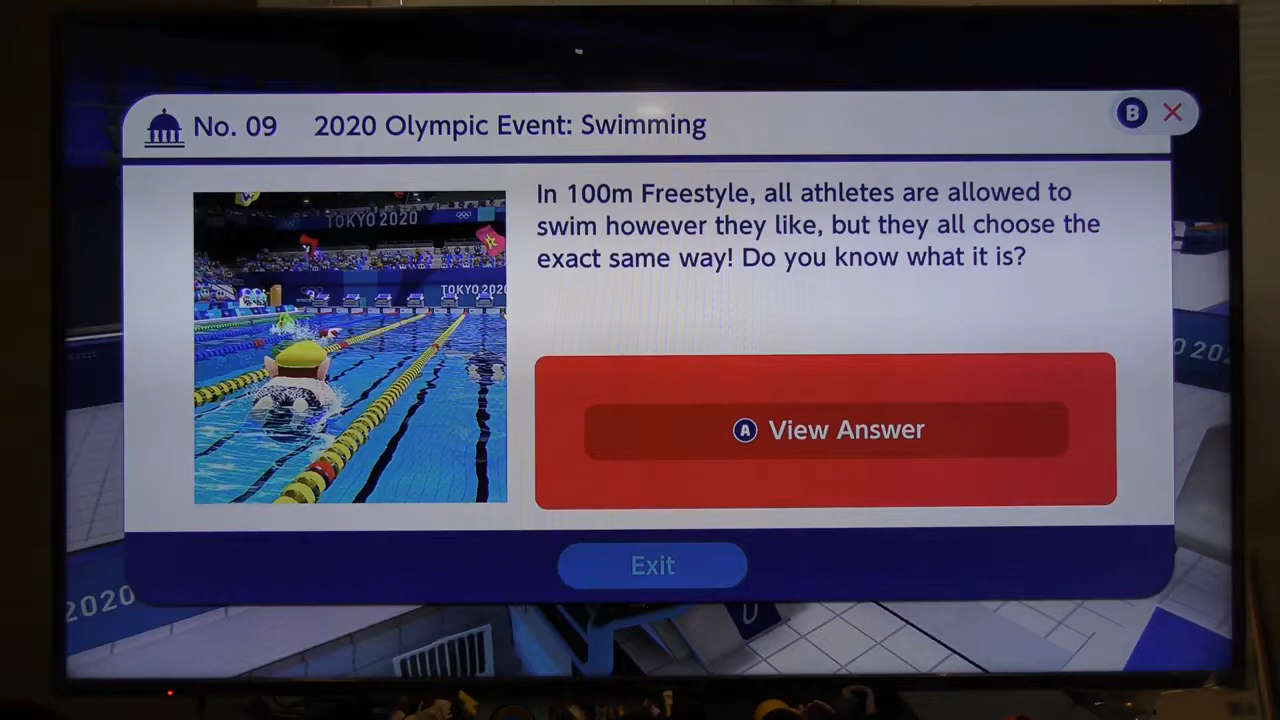 No. 09 2020 Olympic Event: Swimming
B
TOKYO 2020
TOKYO 2020
In 100m Freestyle, all athletes are allowed to
swim however they like, but they all choose the
exact same way! Do you know what it is?
A View Answer
Exit
2020